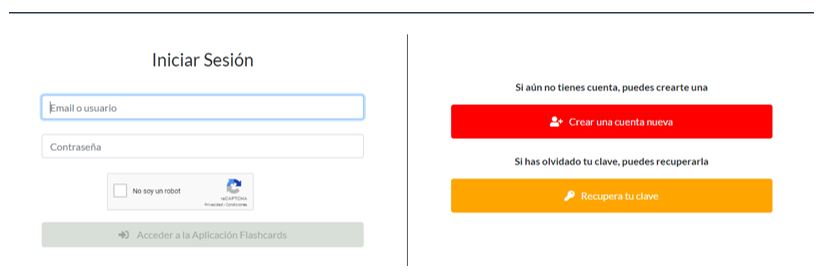 Iniciar Sesión
Email o usuario
Contraseña
No soy un robot
reCAPTCHA
Privacidad - Condiciones
Acceder a la Aplicación Flashcards
Si aún no tienes cuenta, puedes crearte una
Crear una cuenta nueva
Si has olvidado tu clave, puedes recuperarla
Recupera tu clave